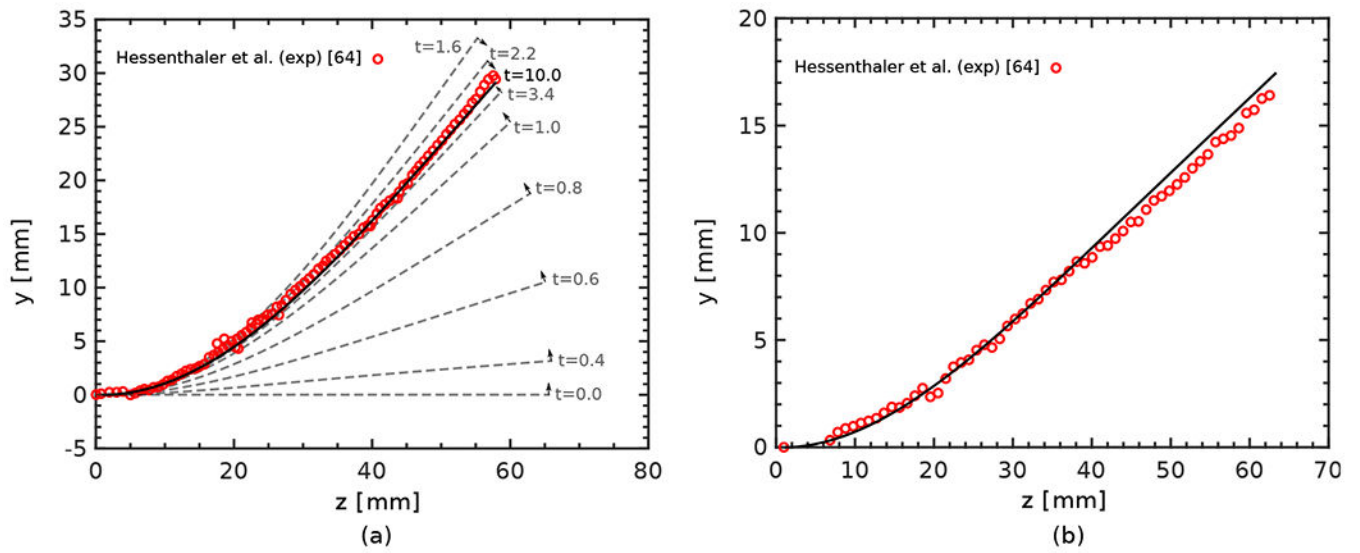 35
30
25
20
15
10
5
0
-5
y [mm]
0 20 40 60 80
z [mm]
(a)
Hessenthaler et al. (exp) [64]
t=1.6
t=2.2
t=10.0
t=3.4
t=1.0
t=0.8
t=0.6
t=0.4
t=0.0
20
15
10
5
0
y [mm]
0 10 20 30 40 50 60 70
z [mm]
(b)
Hessenthaler et al. (exp) [64]